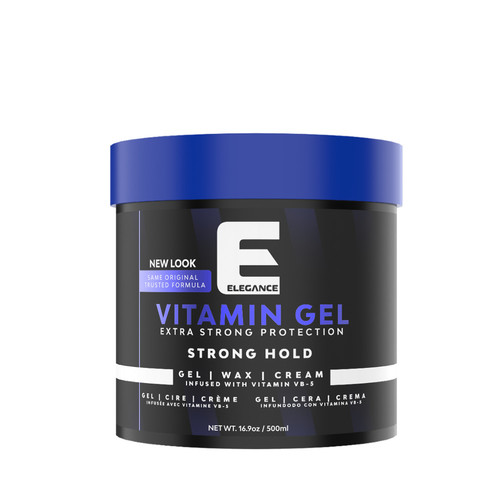 E
ELEGANCE
NEW LOOK
SAME ORIGINAL
TRUSTED FORMULA
VITAMIN GEL
EXTRA STRONG PROTECTION
STRONG HOLD
GEL | WAX | CREAM
INFUSED WITH VITAMIN VB-5
GEL | CIRE | CRÈME
INFUSÉE AVEC VITAMINE VB-5
GEL | CERA | CREMA
INFUNDODO CON VITAMINA VB-5
NET WT. 16.9oz / 500ml